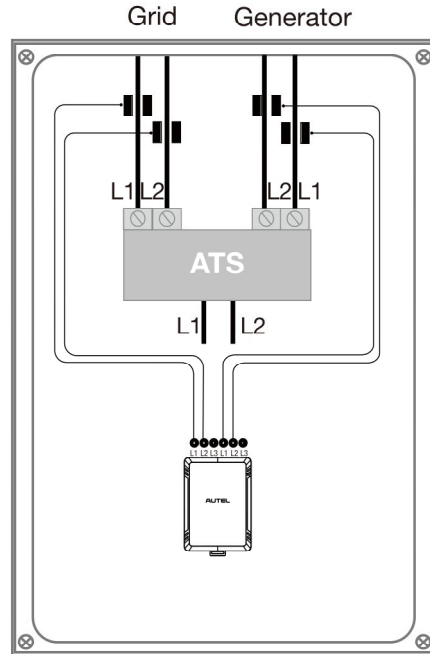 Grid Generator
L1 L2 L2 L1
ATS
L1 L2
L1 L2 L3 L1 L2 L3
AUTEL